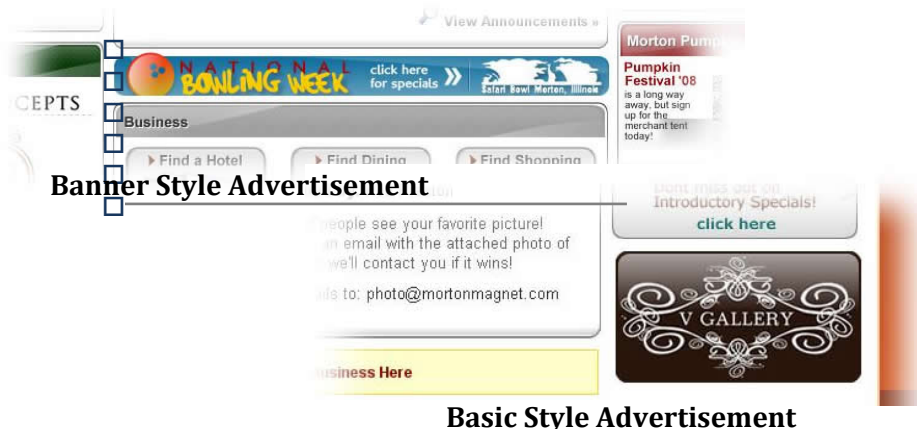 View Announcements »
Morton Pump
Pumpkin
Festival '08
is a long way
away, but sign
up for the
merchant tent
today!
NATIONAL
BOWLING WEEK
click here
for specials »
Safari Bowl Morton, Illinois
CEPTS
Business
Find a Hotel
Find Dining
Find Shopping
Banner Style Advertisement
Dont miss out on
Introductory Specials!
click here
people see your favorite picture!
an email with the attached photo of
we'll contact you if it wins!
to: photo@mortonmagnet.com
V GALLERY
Business Here
Basic Style Advertisement